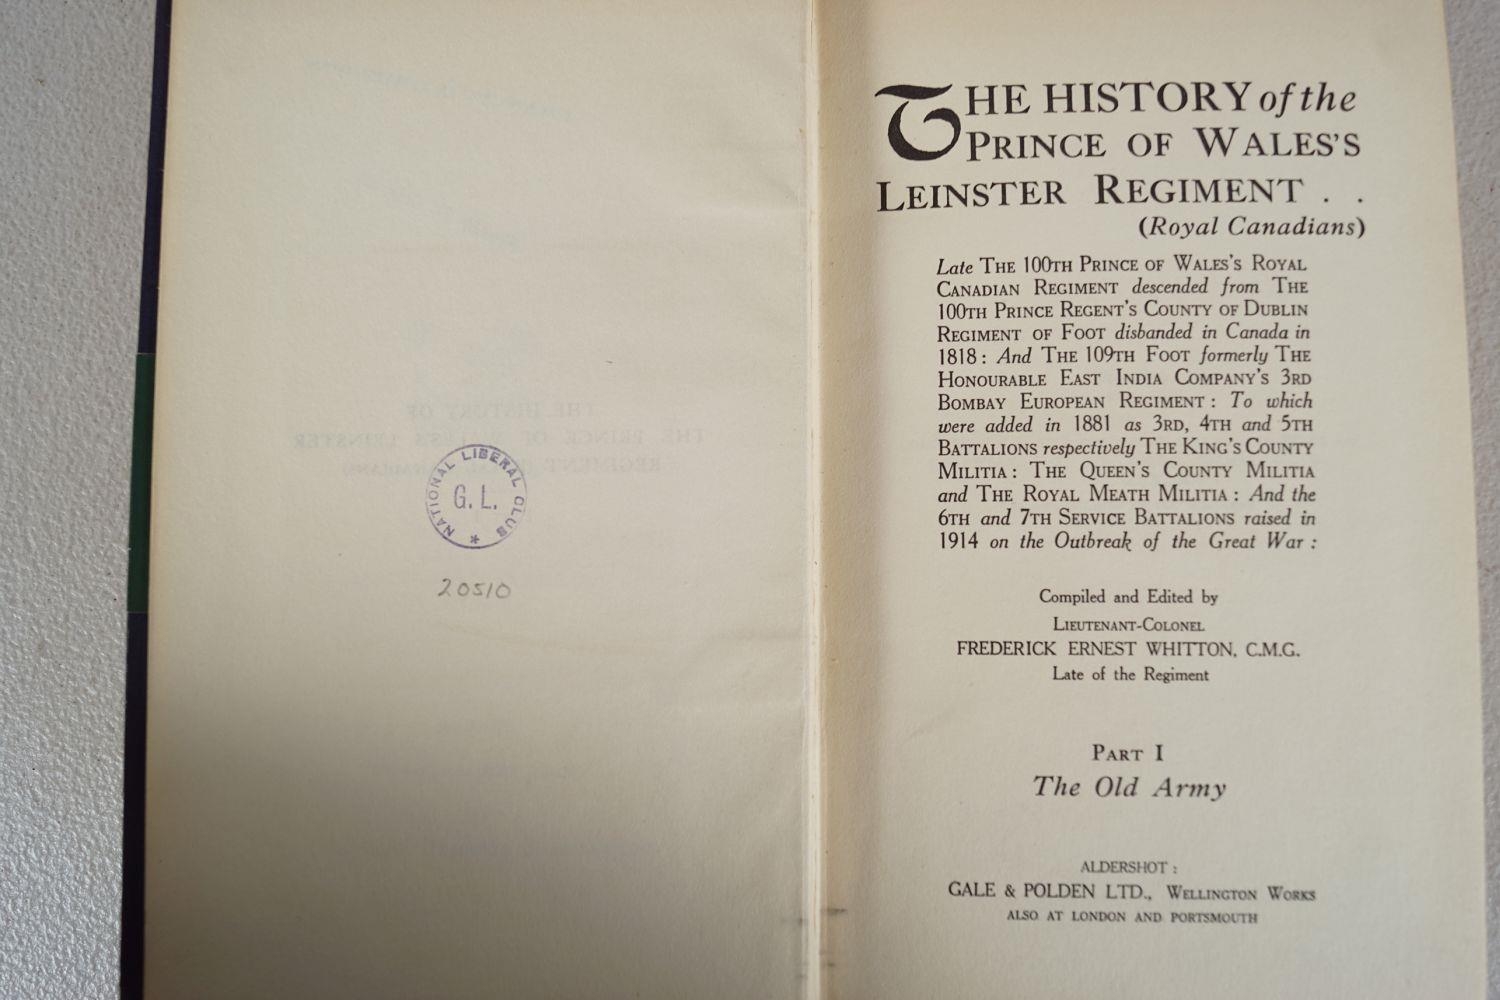 NATIONAL LIBERAL CLUB *
G. L.
20510
THE HISTORY of the
PRINCE OF WALES'S
LEINSTER REGIMENT . .
(Royal Canadians)
Late THE 100TH PRINCE OF WALES'S ROYAL
CANADIAN REGIMENT descended from THE
100TH PRINCE REGENT'S COUNTY OF DUBLIN
REGIMENT OF FOOT disbanded in Canada in
1818: And THE 109TH FOOT formerly THE
HONOURABLE EAST INDIA COMPANY'S 3RD
BOMBAY EUROPEAN REGIMENT: To which
were added in 1881 as 3RD, 4TH and 5TH
BATTALIONS respectively THE KING'S COUNTY
MILITIA: THE QUEEN'S COUNTY MILITIA
and THE ROYAL MEATH MILITIA: And the
6TH and 7TH SERVICE BATTALIONS raised in
1914 on the Outbreak of the Great War:
Compiled and Edited by
LIEUTENANT-COLONEL
FREDERICK ERNEST WHITTON, C.M.G.
Late of the Regiment
PART I
The Old Army
ALDERSHOT:
GALE & POLDEN LTD., WELLINGTON WORKS
ALSO AT LONDON AND PORTSMOUTH